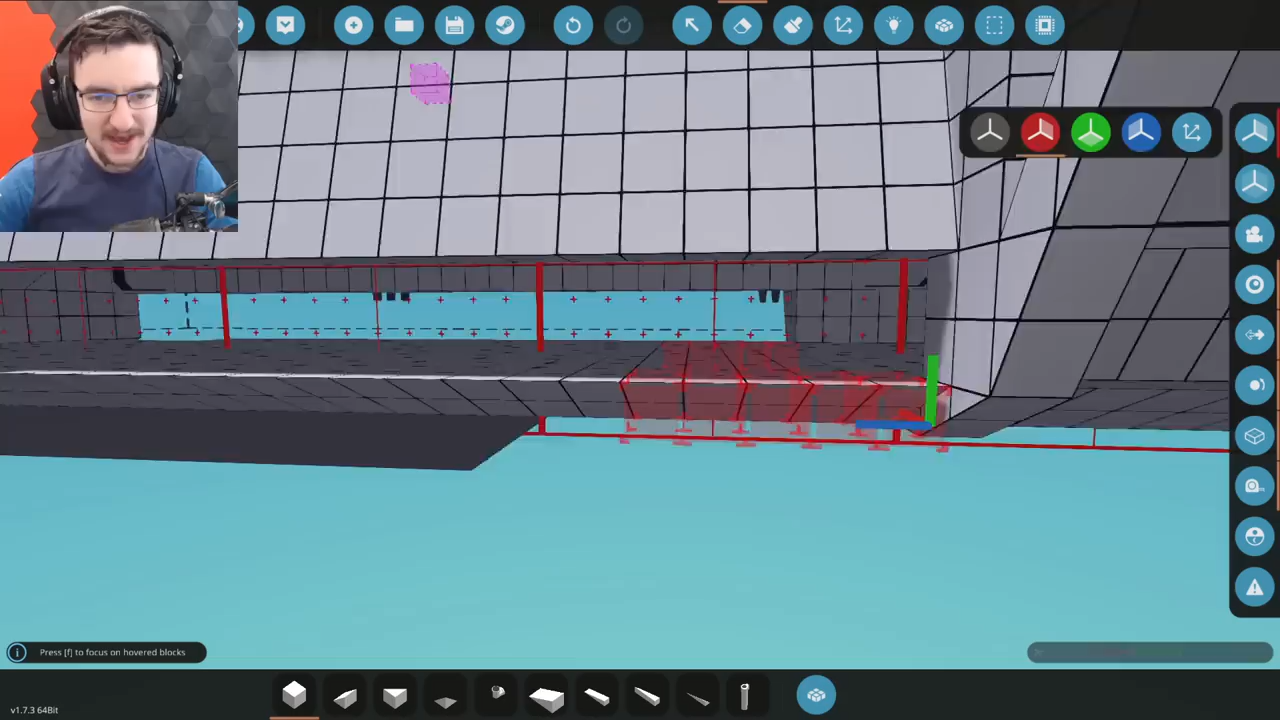 Press [f] to focus on hovered blocks
v1.7.3 64Bit